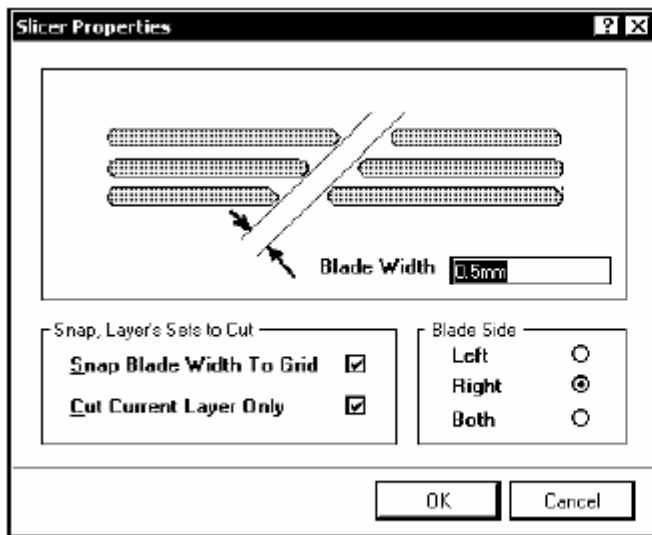 Slicer Properties
Blade Width 0.5mm
Snap, Layer's Sets to Cut
Snap Blade Width To Grid
Cut Current Layer Only
Blade Side
Left
Right
Both
OK
Cancel